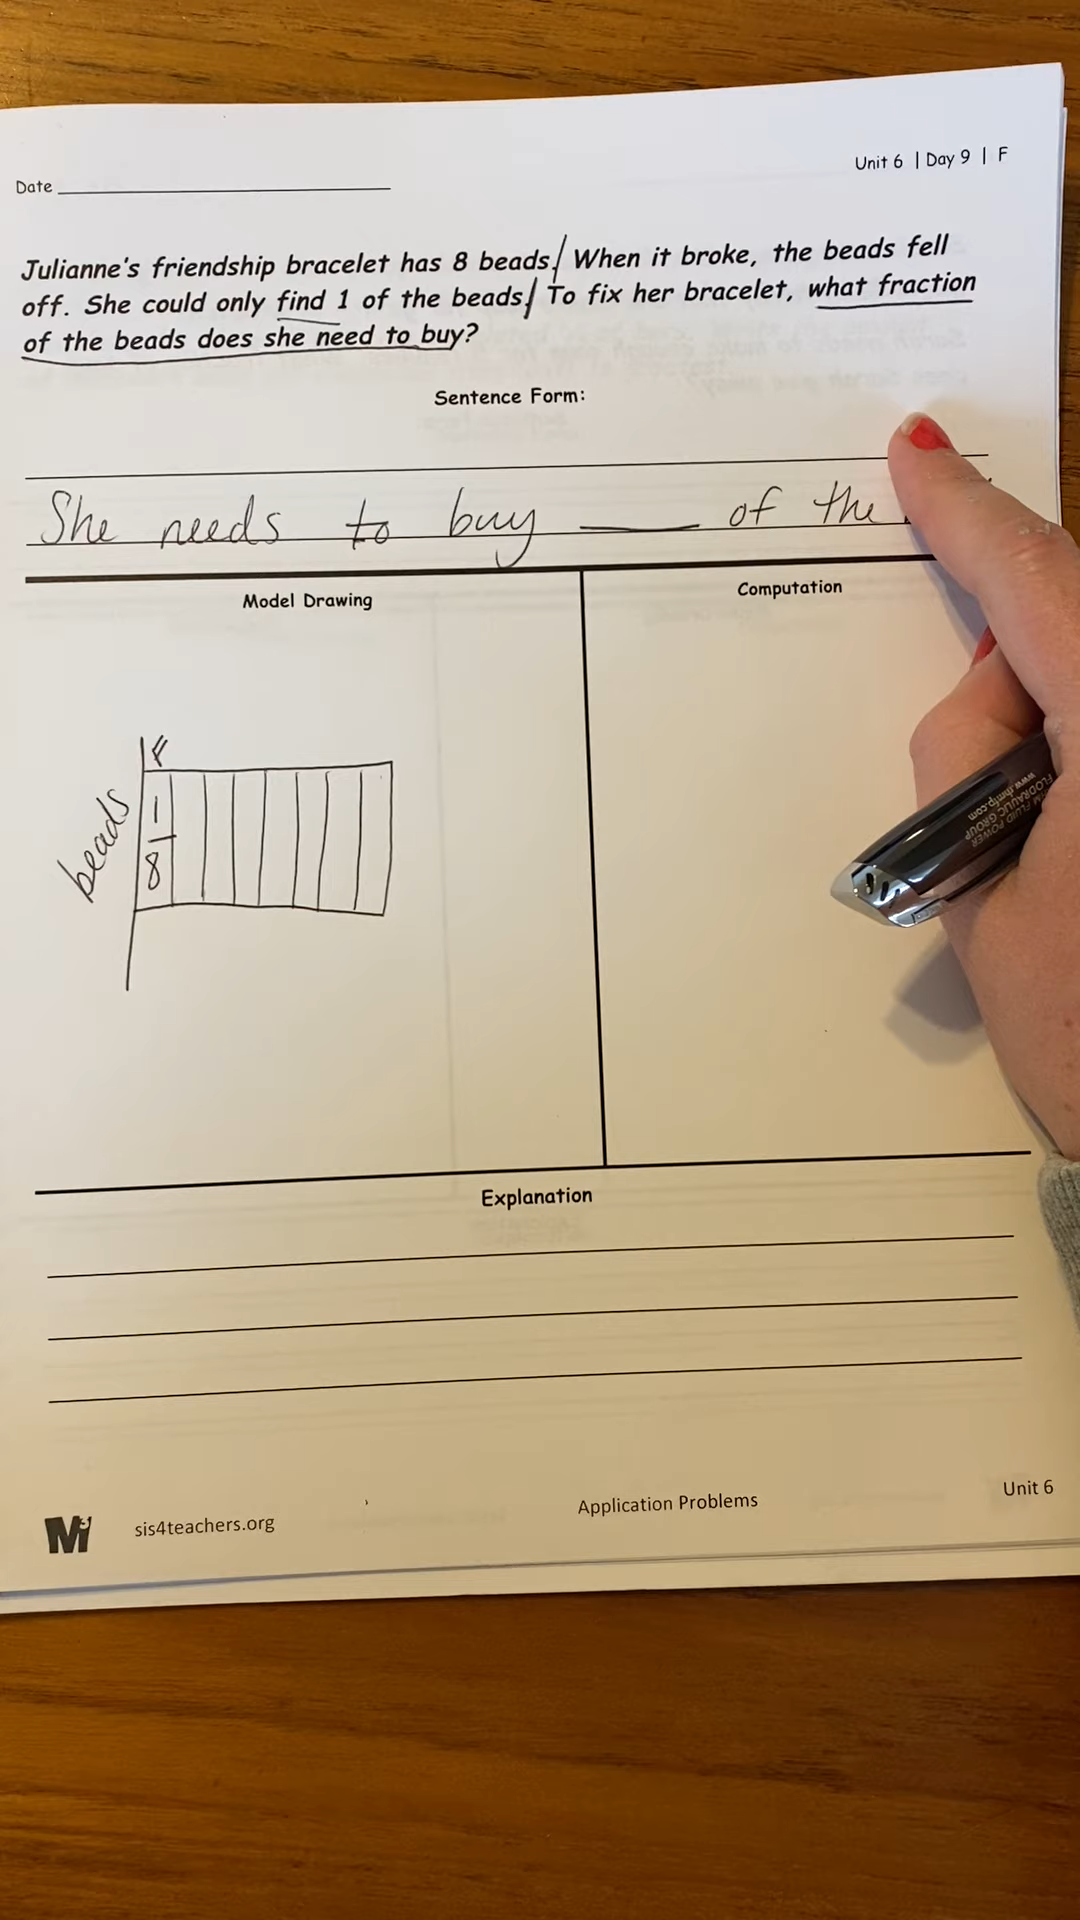 Unit 6 | Day 9 | F
Date
Julianne's friendship bracelet has 8 beads. When it broke, the beads fell
off. She could only find 1 of the beads. To fix her bracelet, what fraction
of the beads does she need to buy?
Sentence Form:
She needs to buy ____ of the
Model Drawing
Computation
F
beads
1
8
Explanation
M3
sis4teachers.org
Application Problems
Unit 6